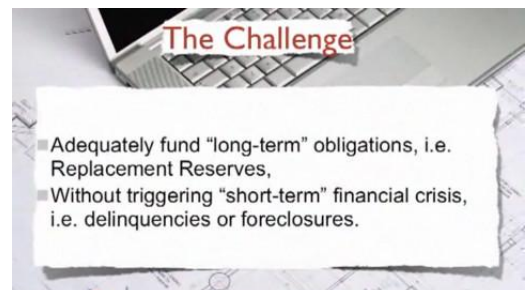 The Challenge
Adequately fund “long-term” obligations, i.e.
Replacement Reserves,
Without triggering “short-term” financial crisis,
i.e. delinquencies or foreclosures.